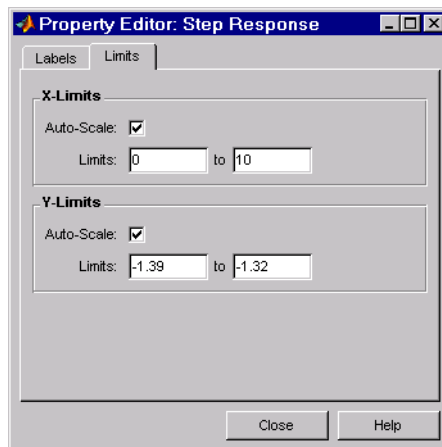 Property Editor: Step Response
Labels Limits
X-Limits
Auto-Scale:
Limits: 0 to 10
Y-Limits
Auto-Scale:
Limits: -1.39 to -1.32
Close Help